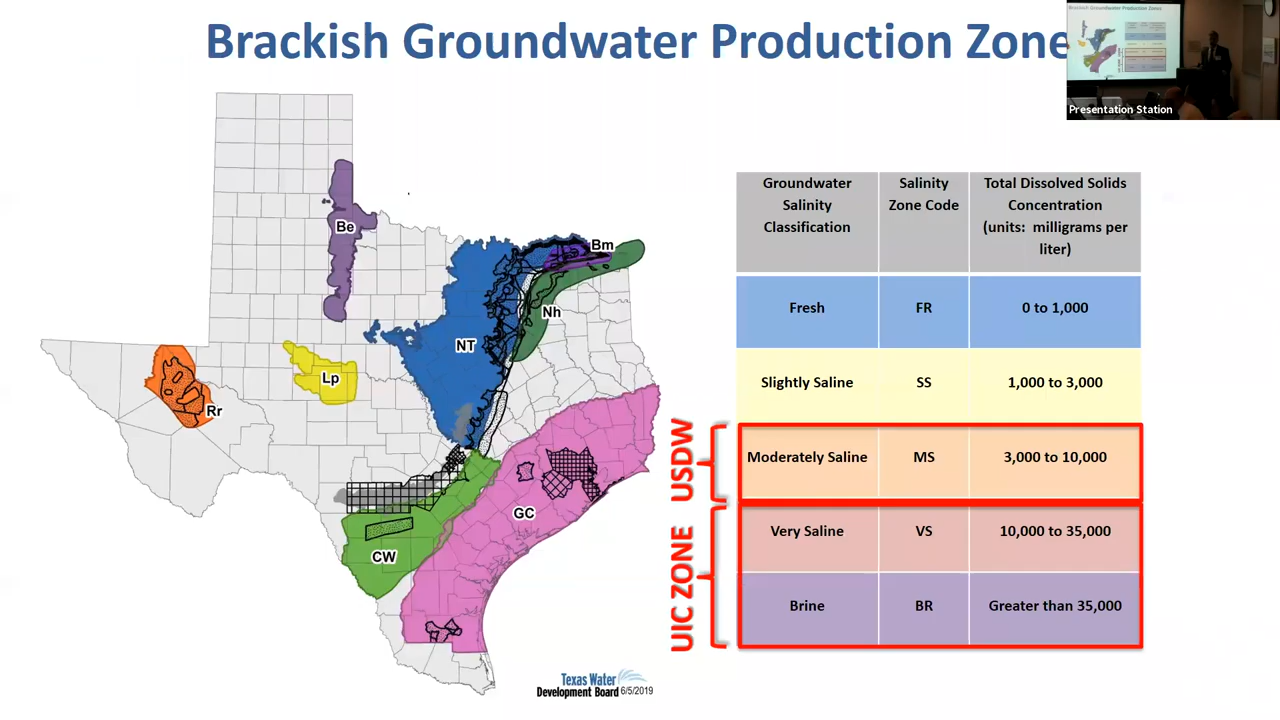 Brackish Groundwater Production Zone
Presentation Station
Be
Bm
Nh
NT
Lp
Rr
GC
CW
Texas Water
Development Board 6/5/2019
Groundwater
Salinity
Classification
Salinity
Zone Code
Total Dissolved Solids
Concentration
(units: milligrams per
liter)
Fresh FR 0 to 1,000
Slightly Saline SS 1,000 to 3,000
USDW
Moderately Saline MS 3,000 to 10,000
UIC ZONE
Very Saline VS 10,000 to 35,000
Brine BR Greater than 35,000